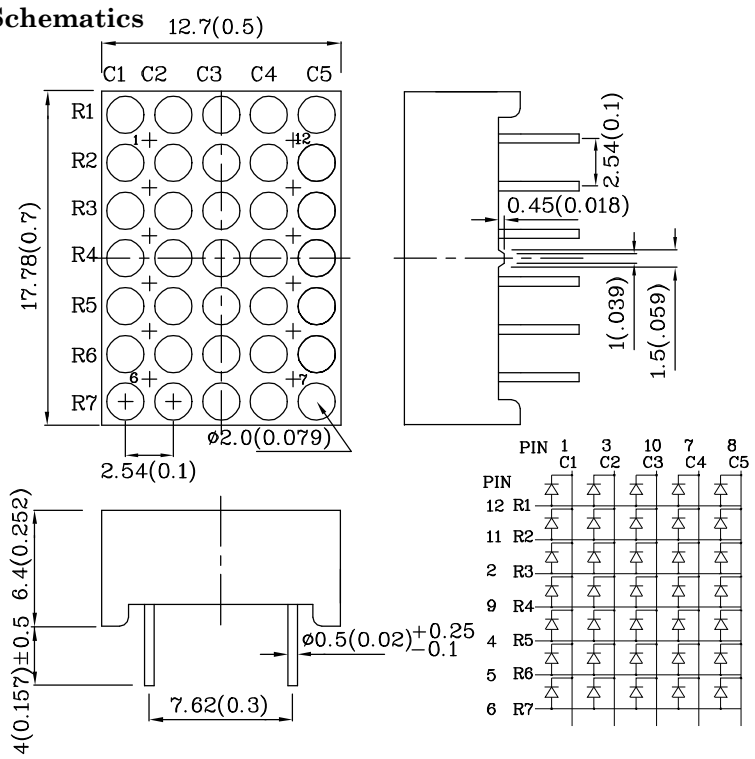 Schematics
12.7(0.5)
C1 C2 C3 C4 C5
R1
R2
R3
R4
R5
R6
R7
1
12
6
7
17.78(0.7)
ø2.0(0.079)
2.54(0.1)
2.54(0.1)
0.45(0.018)
1(.039)
1.5(.059)
6.4(0.252)
4(0.157)±0.5
ø0.5(0.02)+0.25
-0.1
7.62(0.3)
PIN 1 3 10 7 8
C1 C2 C3 C4 C5
PIN
12 R1
11 R2
2 R3
9 R4
4 R5
5 R6
6 R7